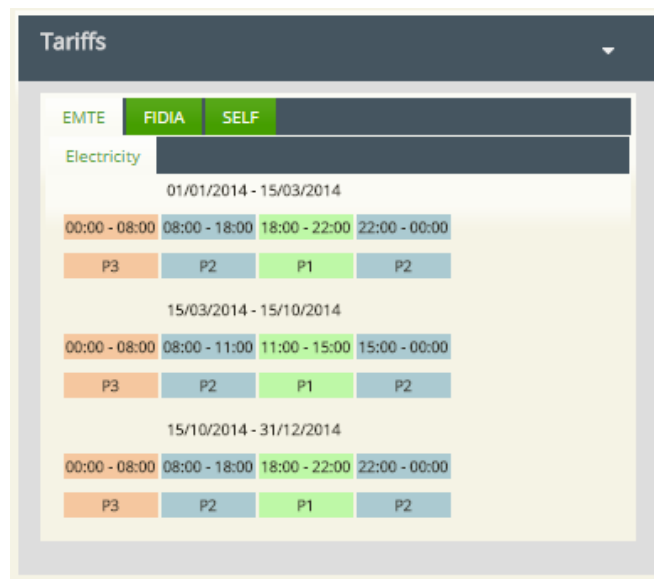 Tariffs
EMTE FIDIA SELF
Electricity
01/01/2014 - 15/03/2014
00:00 - 08:00 08:00 - 18:00 18:00 - 22:00 22:00 - 00:00
P3 P2 P1 P2
15/03/2014 - 15/10/2014
00:00 - 08:00 08:00 - 11:00 11:00 - 15:00 15:00 - 00:00
P3 P2 P1 P2
15/10/2014 - 31/12/2014
00:00 - 08:00 08:00 - 18:00 18:00 - 22:00 22:00 - 00:00
P3 P2 P1 P2